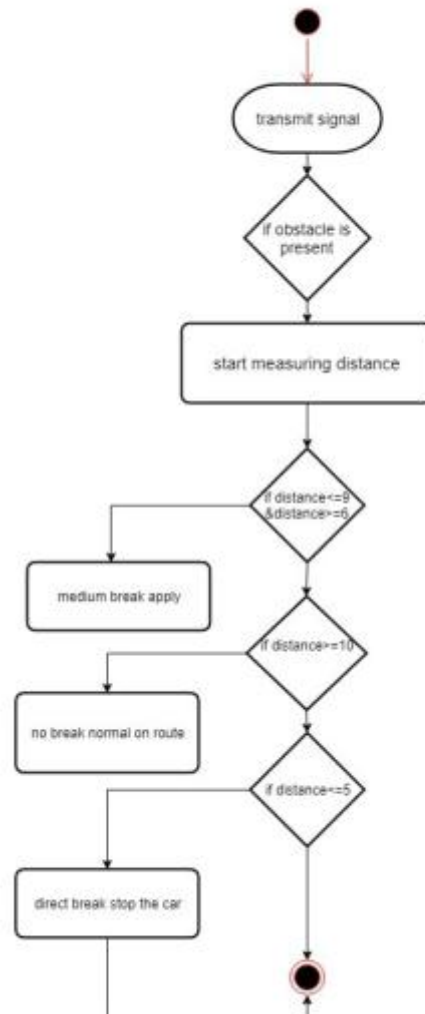 transmit signal
if obstacle is
present
start measuring distance
if distance<=9
&distance>=6
medium break apply
if distance>=10
no break normal on route
if distance<=5
direct break stop the car